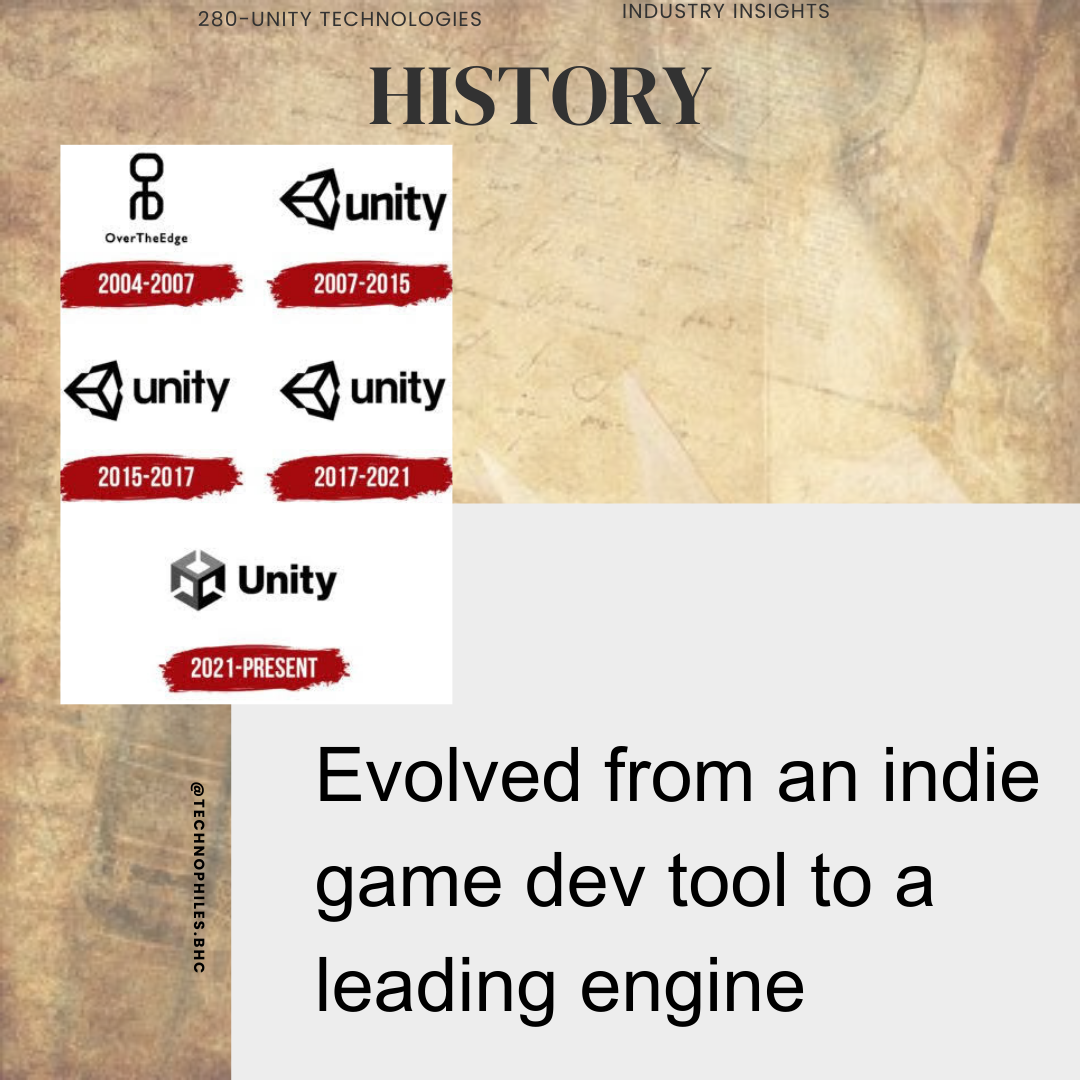 280-UNITY TECHNOLOGIES
INDUSTRY INSIGHTS
HISTORY
OverTheEdge
unity
2004-2007
2007-2015
unity
unity
2015-2017
2017-2021
Unity
2021-PRESENT
@TECHNOPHILES.BHC
Evolved from an indie
game dev tool to a
leading engine